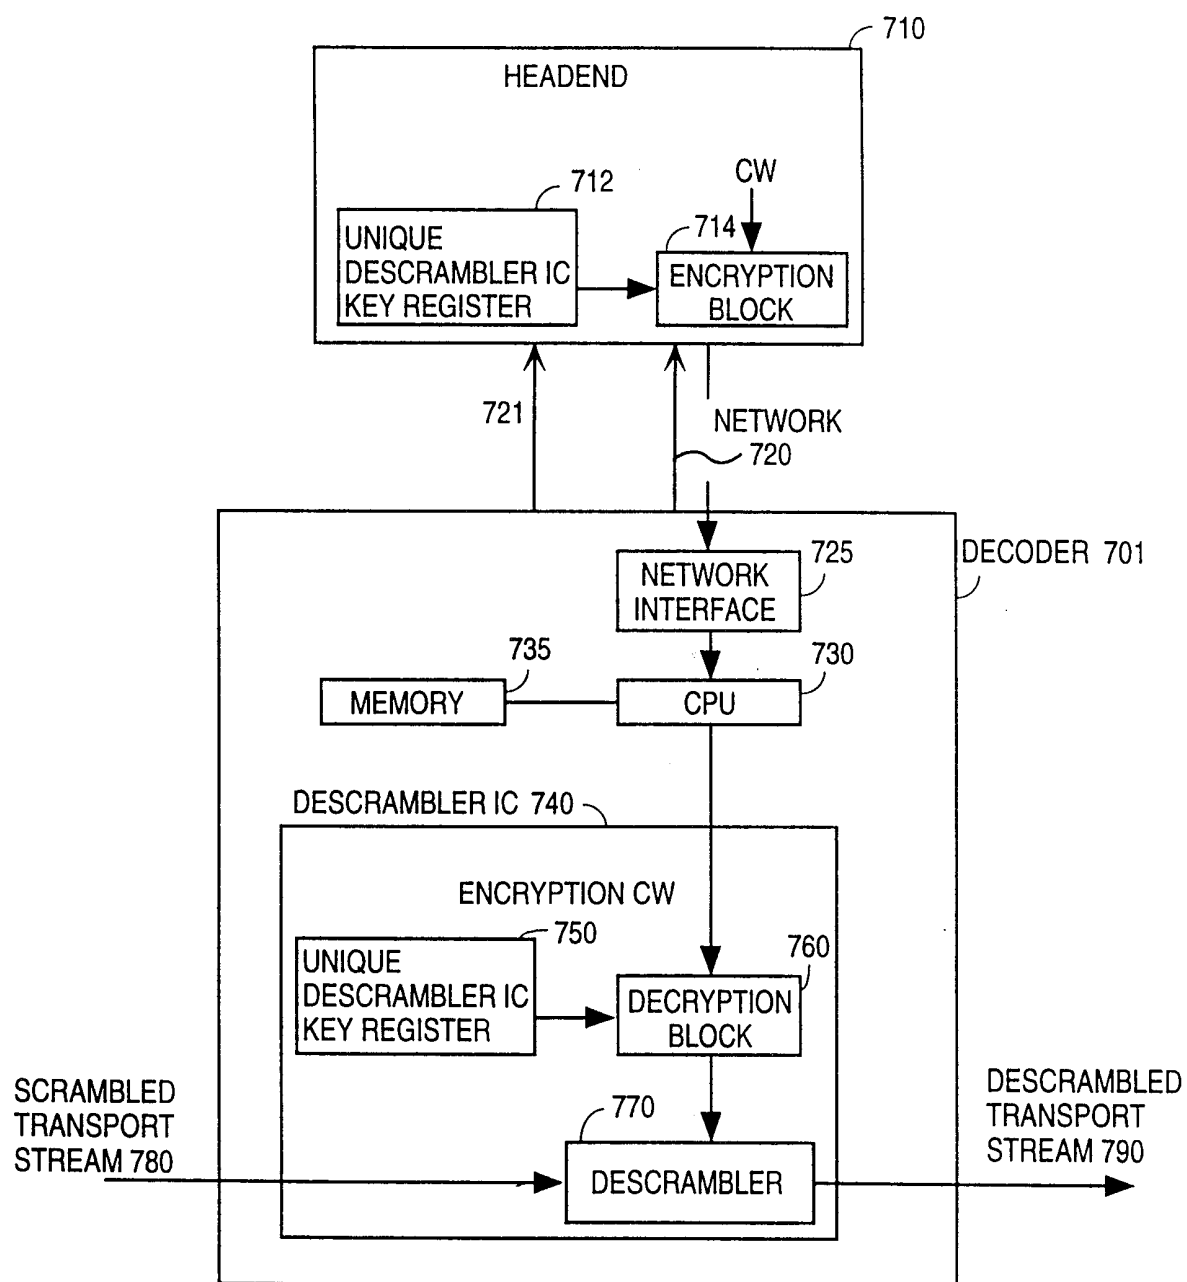 710
HEADEND
CW
712
714
UNIQUE
DESCRAMBLER IC
KEY REGISTER
ENCRYPTION
BLOCK
721
NETWORK
720
DECODER 701
725
NETWORK
INTERFACE
735
730
MEMORY
CPU
DESCRAMBLER IC 740
ENCRYPTION CW
750
760
UNIQUE
DESCRAMBLER IC
KEY REGISTER
DECRYPTION
BLOCK
SCRAMBLED
TRANSPORT
STREAM 780
770
DESCRAMBLER
DESCRAMBLED
TRANSPORT
STREAM 790